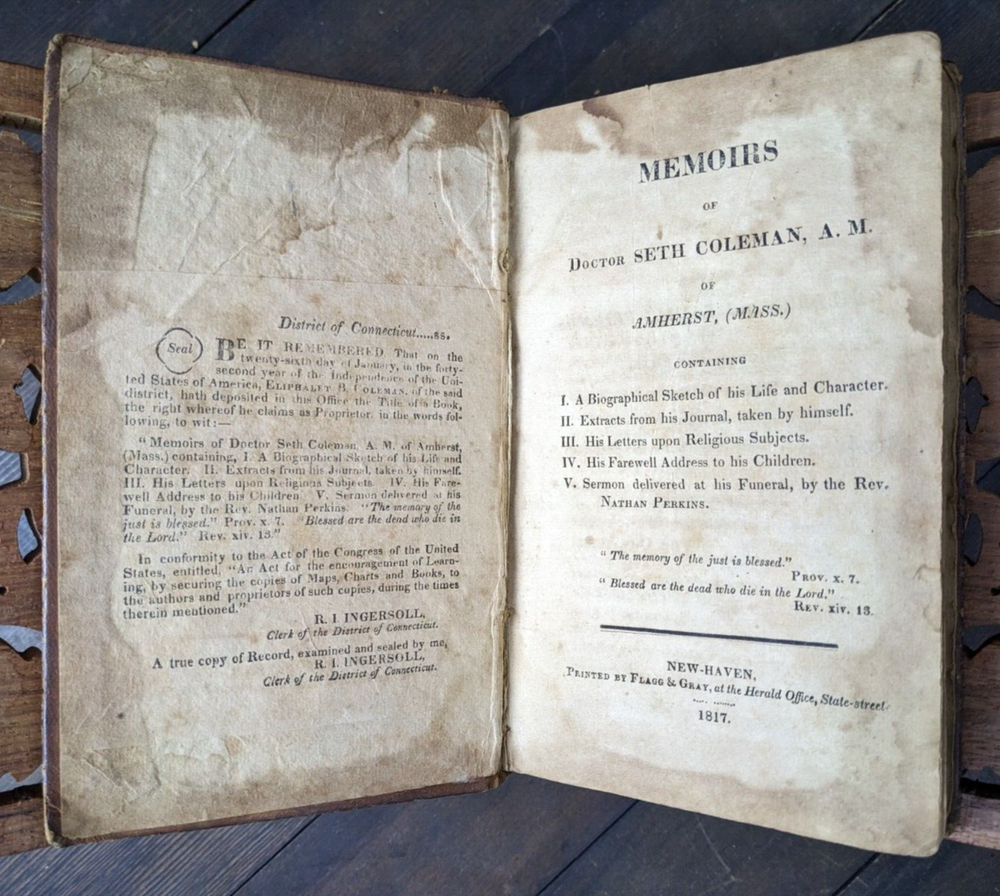 District of Connecticut.....ss.
Seal
BE IT REMEMBERED That on the
twenty-sixth day of January, in the forty-
second year of the Independence of the Uni-
ted States of America, ELIPHALET B. COLEMAN, of the said
district, hath deposited in this Office the Title of a Book,
the right whereof he claims as Proprietor, in the words fol-
lowing, to wit:—
"Memoirs of Doctor Seth Coleman, A. M. of Amherst,
(Mass.) containing, I. A Biographical Sketch of his Life and
Character. II. Extracts from his Journal, taken by himself.
III. His Letters upon Religious Subjects. IV. His Fare-
well Address to his Children. V. Sermon delivered at his
Funeral, by the Rev. Nathan Perkins. "The memory of the
just is blessed." Prov. x. 7. "Blessed are the dead who die in
the Lord." Rev. xiv. 13."
In conformity to the Act of the Congress of the United
States, entitled, "An Act for the encouragement of Learn-
ing, by securing the copies of Maps, Charts and Books, to
the authors and proprietors of such copies, during the times
therein mentioned."
R. I. INGERSOLL,
Clerk of the District of Connecticut.
A true copy of Record, examined and sealed by me,
R. I. INGERSOLL,
Clerk of the District of Connecticut.
MEMOIRS
OF
DOCTOR SETH COLEMAN, A. M.
OF
AMHERST, (MASS.)
CONTAINING
I. A Biographical Sketch of his Life and Character.
II. Extracts from his Journal, taken by himself.
III. His Letters upon Religious Subjects.
IV. His Farewell Address to his Children.
V. Sermon delivered at his Funeral, by the Rev.
NATHAN PERKINS.
"The memory of the just is blessed."
PROV. x. 7.
"Blessed are the dead who die in the Lord."
REV. xiv. 13.
NEW-HAVEN,
PRINTED BY FLAGG & GRAY, at the Herald Office, State-street.
1817.